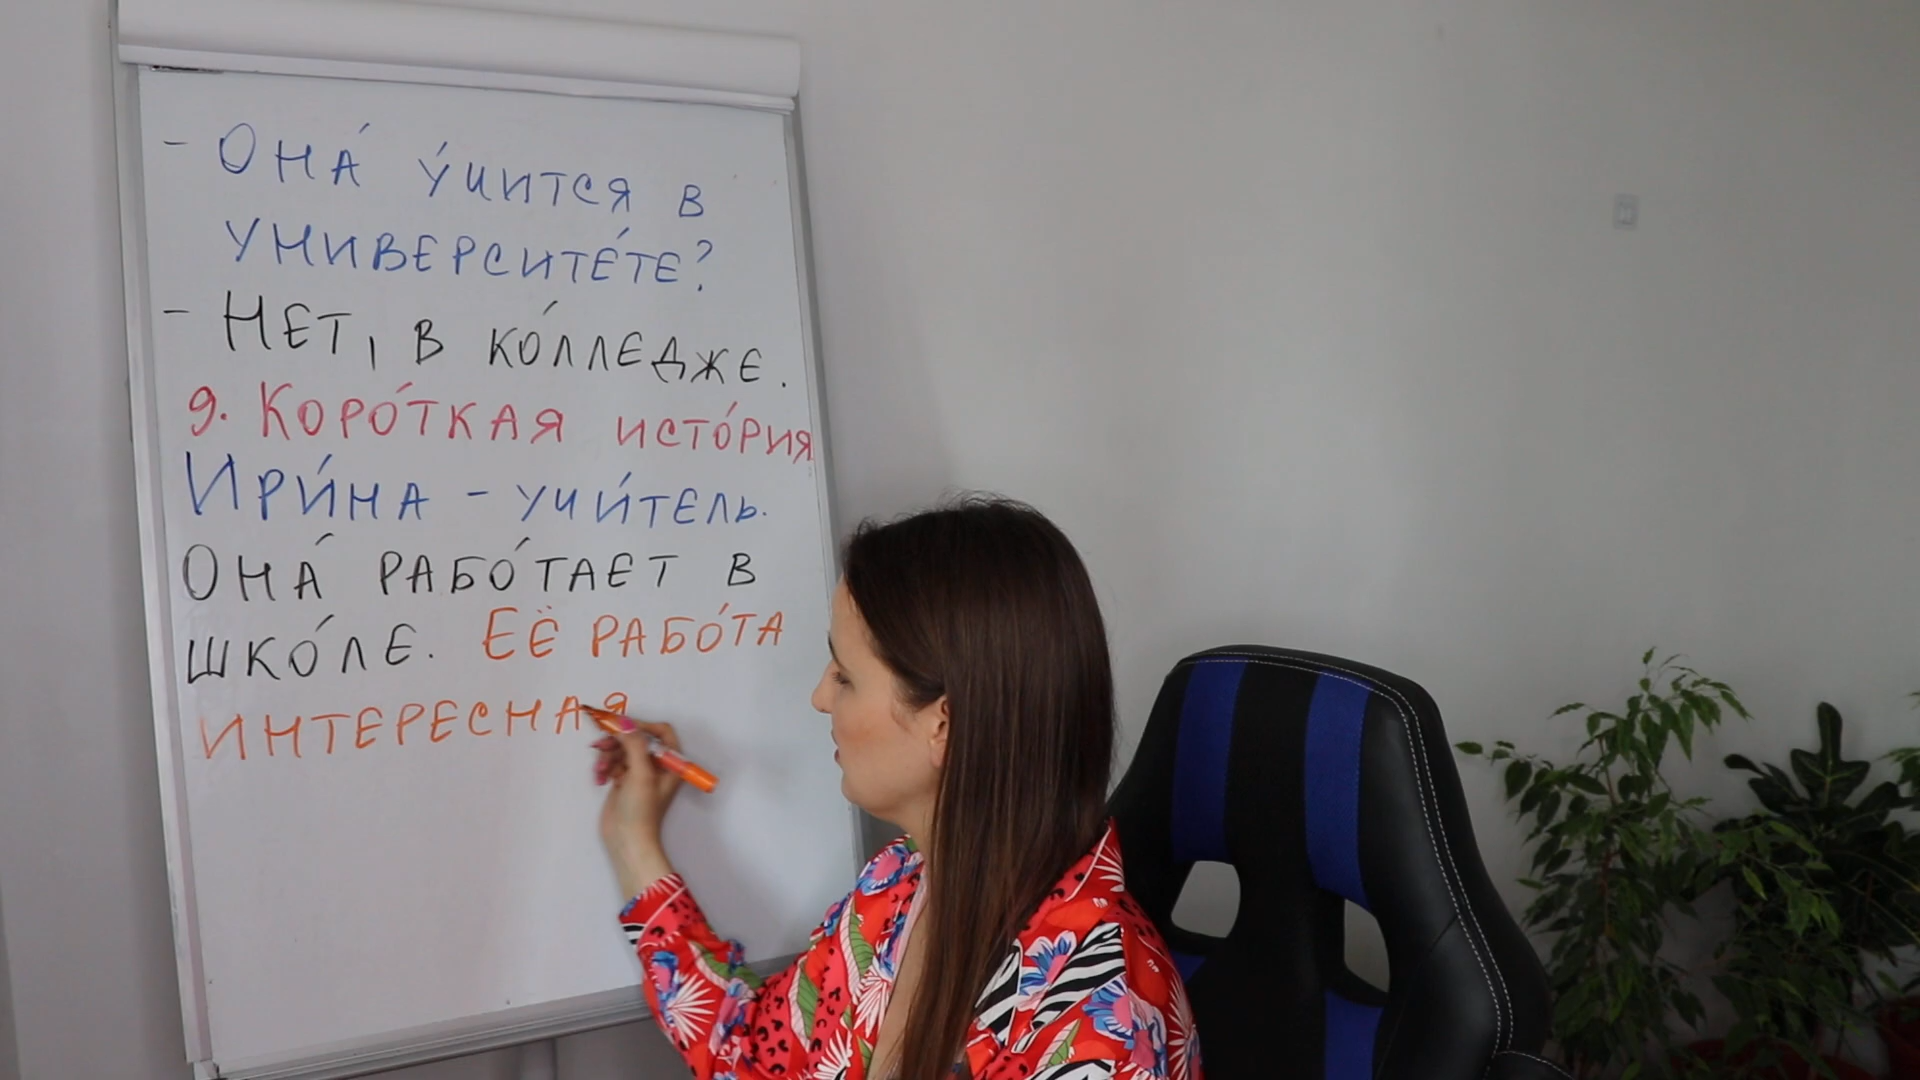 - Она́ у́чится в
университе́те?
- Нет, в ко́лледже.
9. Коро́ткая исто́рия
Ири́на - учи́тель.
Она́ рабо́тает в
шко́ле. Её рабо́та
интересная